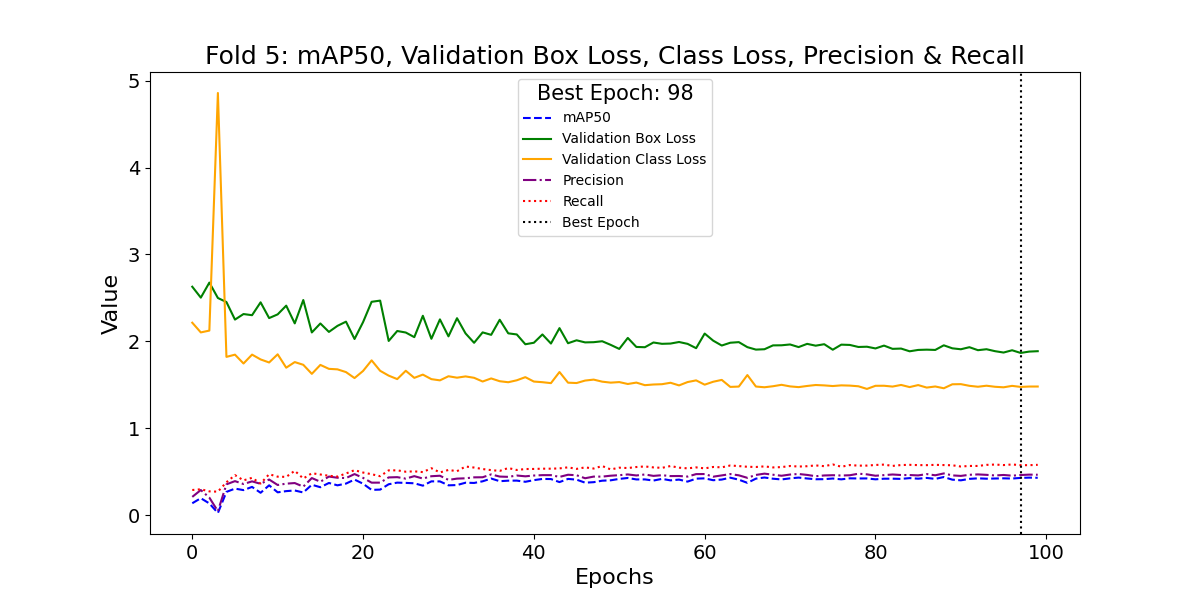 Fold 5: mAP50, Validation Box Loss, Class Loss, Precision & Recall
Best Epoch: 98
mAP50
Validation Box Loss
Validation Class Loss
Precision
Recall
Best Epoch
5
4
3
2
1
0
Value
0 20 40 60 80 100
Epochs